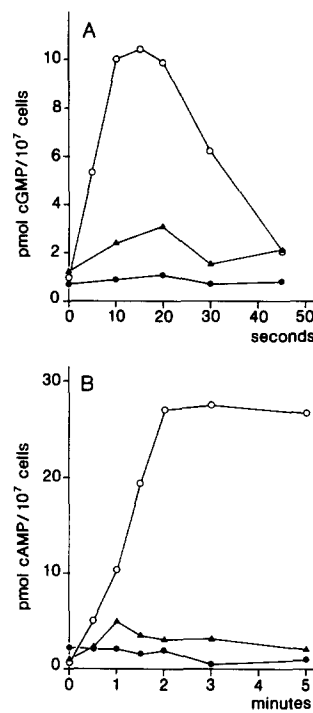 A
pmol cGMP/10⁷ cells
10
8
6
4
2
0
0 10 20 30 40 50
seconds
B
pmol cAMP/10⁷ cells
30
20
10
0
0 1 2 3 4 5
minutes